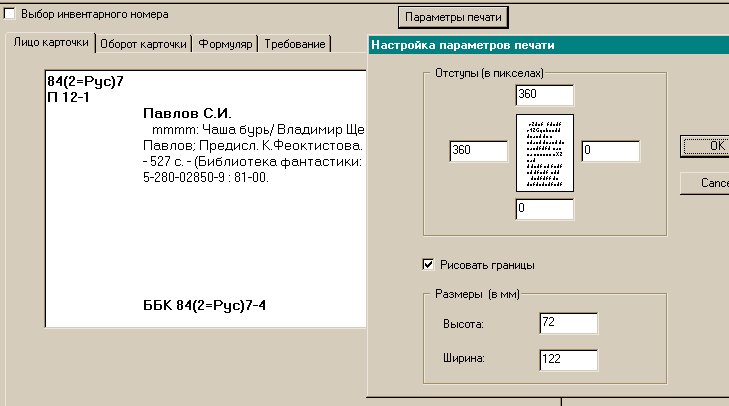 Выбор инвентарного номера
Параметры печати
Лицо карточки
Оборот карточки
Формуляр
Требование
84(2=Рус)7
П 12-1
Павлов С.И.
mmmm: Чаша бурь/ Владимир Ще
Павлов; Предисл. К.Феоктистова.
- 527 с. - (Библиотека фантастики:
5-280-02850-9 : 81-00.
ББК 84(2=Рус)7-4
Настройка параметров печати
Отступы (в пикселах)
360
360
0
0
OK
Cance
Рисовать границы
Размеры (в мм)
Высота:
72
Ширина:
122